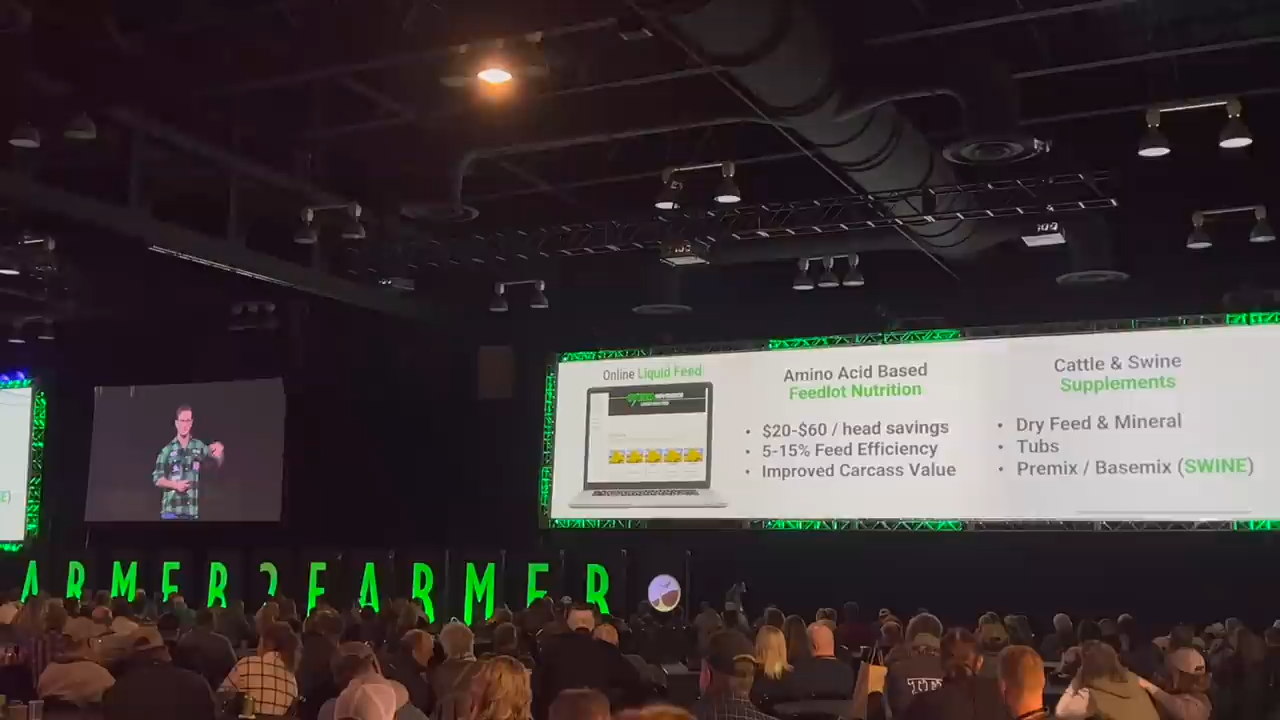 Online Liquid Feed
Amino Acid Based
Feedlot Nutrition
• $20-$60 / head savings
• 5-15% Feed Efficiency
• Improved Carcass Value
Cattle & Swine
Supplements
• Dry Feed & Mineral
• Tubs
• Premix / Basemix (SWINE)
E)
ARMER2FARMER